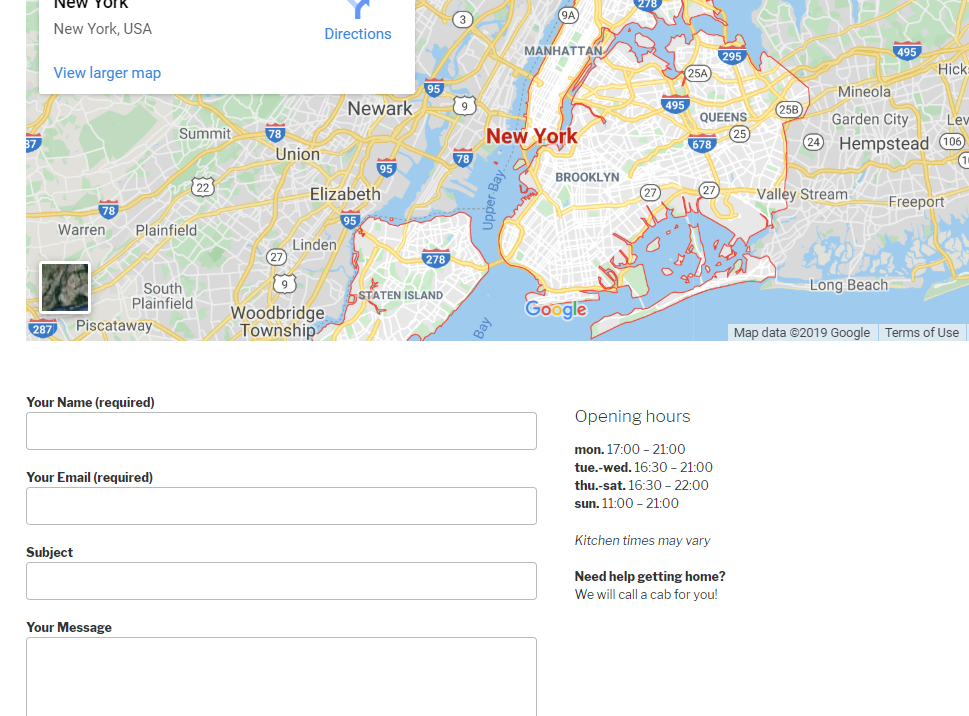 New York
New York, USA
Directions
View larger map
3
9A
278
MANHATTAN
295
495
25A
Hicks
95
9
495
Mineola
Newark
25B
QUEENS
Garden City
Lev
Summit
78
New York
25
87
Union
678
24
Hempstead
106
95
78
BROOKLYN
22
Elizabeth
27
27
Valley Stream
Freeport
78
95
Upper Bay
Warren
Plainfield
Linden
27
278
9
South
Plainfield
STATEN ISLAND
Long Beach
Woodbridge
Township
Google
287
Piscataway
Bay
Map data ©2019 Google
Terms of Use
Your Name (required)
Your Email (required)
Subject
Your Message
Opening hours
mon. 17:00 – 21:00
tue.-wed. 16:30 – 21:00
thu.-sat. 16:30 – 22:00
sun. 11:00 – 21:00
Kitchen times may vary
Need help getting home?
We will call a cab for you!